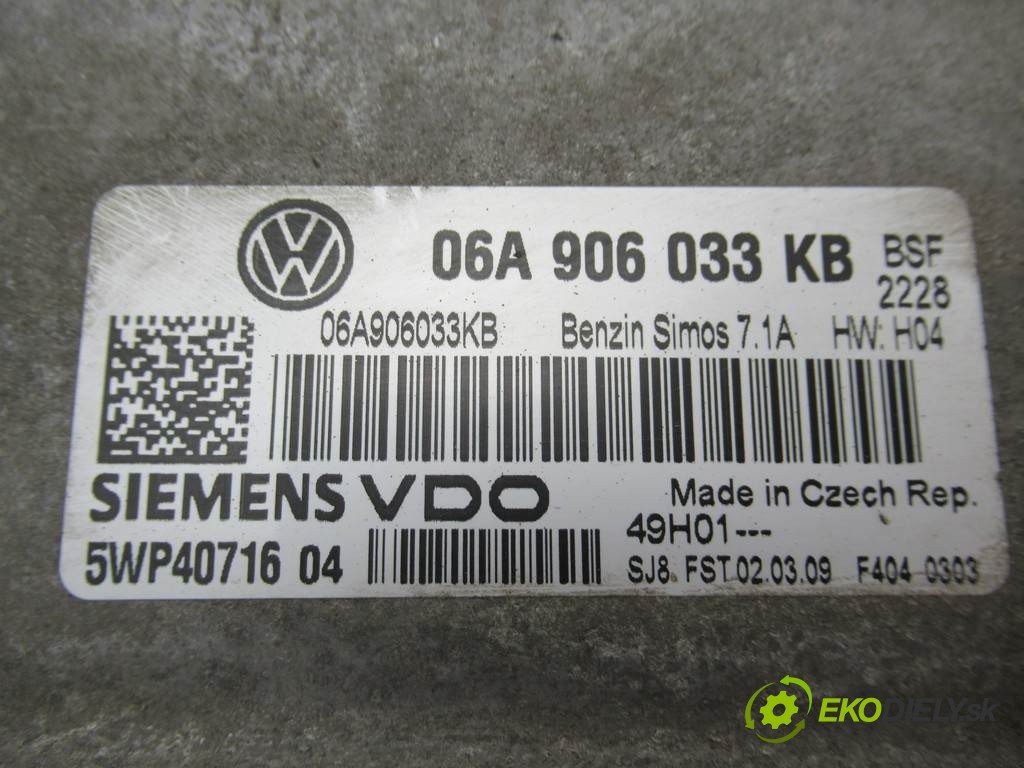 06A 906 033 KB BSF
2228
06A906033KB Benzin Simos 7.1A HW: H04
SIEMENS VDO Made in Czech Rep.
49H01---
5WP40716 04 SJ8 FST 02.03.09 F404 0303
EKODIELY.sk